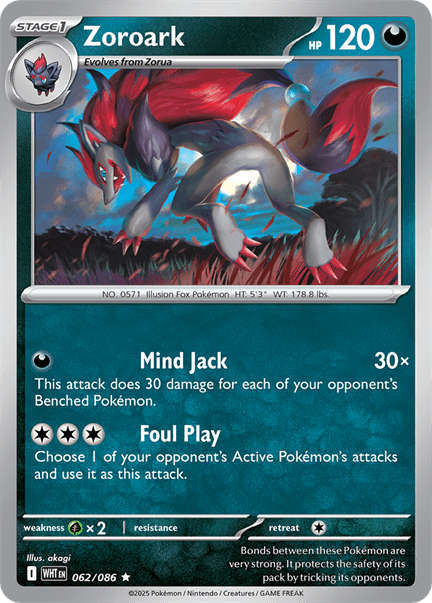 STAGE1
Zoroark
HP 120
Evolves from Zorua
NO. 0571 Illusion Fox Pokémon HT: 5'3" WT: 178.8 lbs.
Mind Jack 30×
This attack does 30 damage for each of your opponent's
Benched Pokémon.
Foul Play
Choose 1 of your opponent's Active Pokémon's attacks
and use it as this attack.
weakness ×2 resistance retreat
Illus. akagi
I WHT EN 062/086 ★
Bonds between these Pokémon are
very strong. It protects the safety of its
pack by tricking its opponents.
©2025 Pokémon / Nintendo / Creatures / GAME FREAK